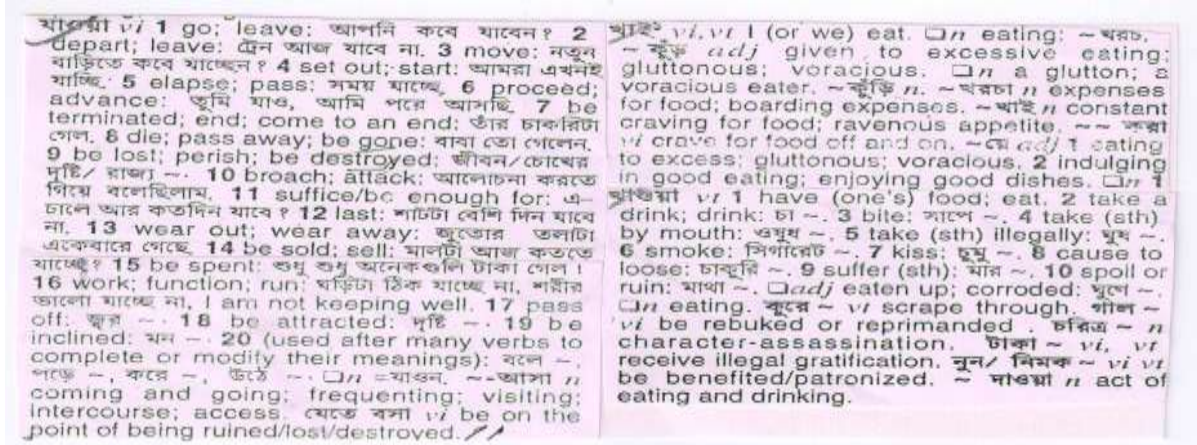 যাওয়া vi 1 go; leave: আপনি কবে যাবেন? 2
depart; leave: ট্রেন আজ যাবে না. 3 move: নতুন
বাড়িতে কবে যাচ্ছেন? 4 set out; start: আমরা এখনই
যাচ্ছি. 5 elapse; pass: সময় যাচ্ছে. 6 proceed;
advance: তুমি যাও, আমি পরে আসছি. 7 be
terminated; end; come to an end: তাঁর চাকরিটা
গেল. 8 die; pass away; be gone: বাবা তো গেলেন.
9 be lost; perish; be destroyed: জীবন/চোখের
দৃষ্টি/ রাজ্য ~. 10 broach; attack: আলোচনা করতে
গিয়ে বলেছিলাম. 11 suffice/be enough for: এ-
চালে আর কতদিন যাবে? 12 last: শার্টটা বেশি দিন যাবে
না. 13 wear out; wear away: জুতোর তলাটা
একেবারে গেছে. 14 be sold; sell: মালটা আজ কততে
যাচ্ছে? 15 be spent: শুধু শুধু অনেকগুলি টাকা গেল।
16 work; function; run: ঘড়িটা ঠিক যাচ্ছে না, শরীর
ভালো যাচ্ছে না, I am not keeping well. 17 pass
off: জ্বর ~. 18 be attracted: দৃষ্টি ~. 19 be
inclined: মন ~. 20 (used after many verbs to
complete or modify their meanings): বলে ~,
পড়ে ~, করে ~, উঠে ~. □n =যাওন. ~-আসা n
coming and going; frequenting; visiting;
intercourse; access. যেতে বসা vi be on the
point of being ruined/lost/destroyed.
খাই vi,vt I (or we) eat. □n eating: ~খরচ.
~কুঁড়ে adj given to excessive eating;
gluttonous; voracious. □n a glutton; a
voracious eater. ~কুঁড়ি n. ~খরচা n expenses
for food; boarding expenses. ~খাই n constant
craving for food; ravenous appetite. ~~ করা
vi crave for food off and on. ~য়ে adj 1 eating
to excess; gluttonous; voracious. 2 indulging
in good eating; enjoying good dishes. □n 1
খাওয়া vt 1 have (one's) food; eat. 2 take a
drink; drink: চা ~. 3 bite: সাপে ~. 4 take (sth)
by mouth: ওষুধ ~. 5 take (sth) illegally: ঘুষ ~.
6 smoke: সিগারেট ~. 7 kiss: চুমু ~. 8 cause to
loose: চাকুরি ~. 9 suffer (sth): মার ~. 10 spoil or
ruin: মাথা ~. □adj eaten up; corroded: ঘুণে ~.
□n eating. কুরে ~ vt scrape through. গাল ~
vi be rebuked or reprimanded . চরিত্র ~ n
character-assassination. টাকা ~ vi, vt
receive illegal gratification. নুন/ নিমক ~ vi vt
be benefited/patronized. ~ দাওয়া n act of
eating and drinking.